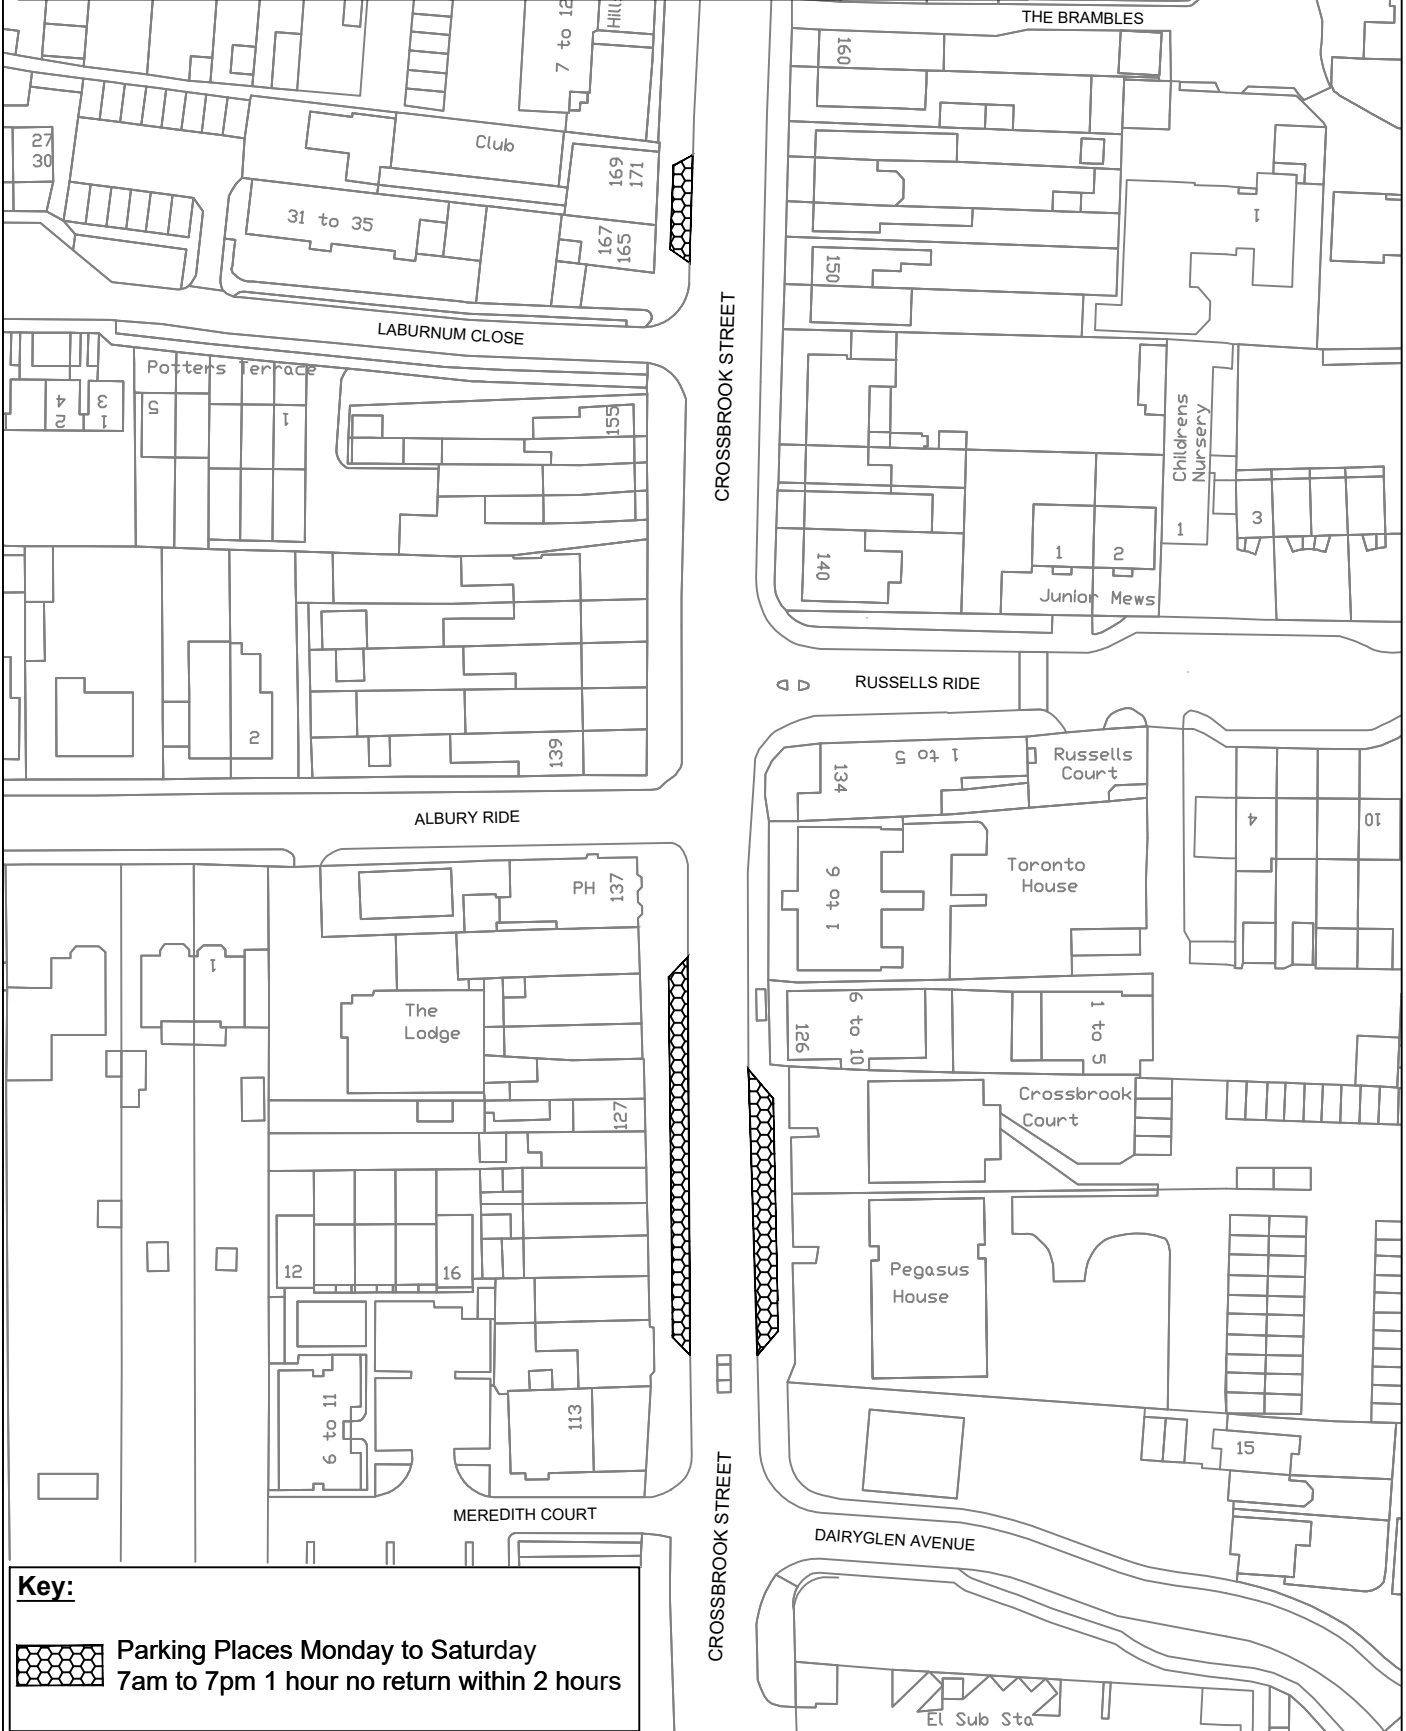 THE BRAMBLES
7 to 12
160
Club
27
30
169
171
31 to 35
167
165
1
150
LABURNUM CLOSE
CROSSBROOK STREET
Potters Terrace
4
2
3
1
5
1
155
Childrens
Nursery
1
3
140
1
2
Junior Mews
RUSSELLS RIDE
2
139
134
1 to 5
Russells
Court
ALBURY RIDE
4
10
PH
137
1 to 9
Toronto
House
1
The
Lodge
126
6 to 10
1 to 5
127
Crossbrook
Court
12
16
Pegasus
House
6 to 11
113
15
MEREDITH COURT
CROSSBROOK STREET
DAIRYGLEN AVENUE
Key:
Parking Places Monday to Saturday
7am to 7pm 1 hour no return within 2 hours
El Sub Sta